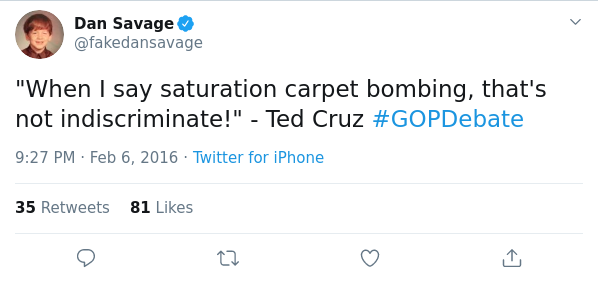 Dan Savage
@fakedansavage
"When I say saturation carpet bombing, that's
not indiscriminate!" - Ted Cruz #GOPDebate
9:27 PM · Feb 6, 2016 · Twitter for iPhone
35 Retweets 81 Likes